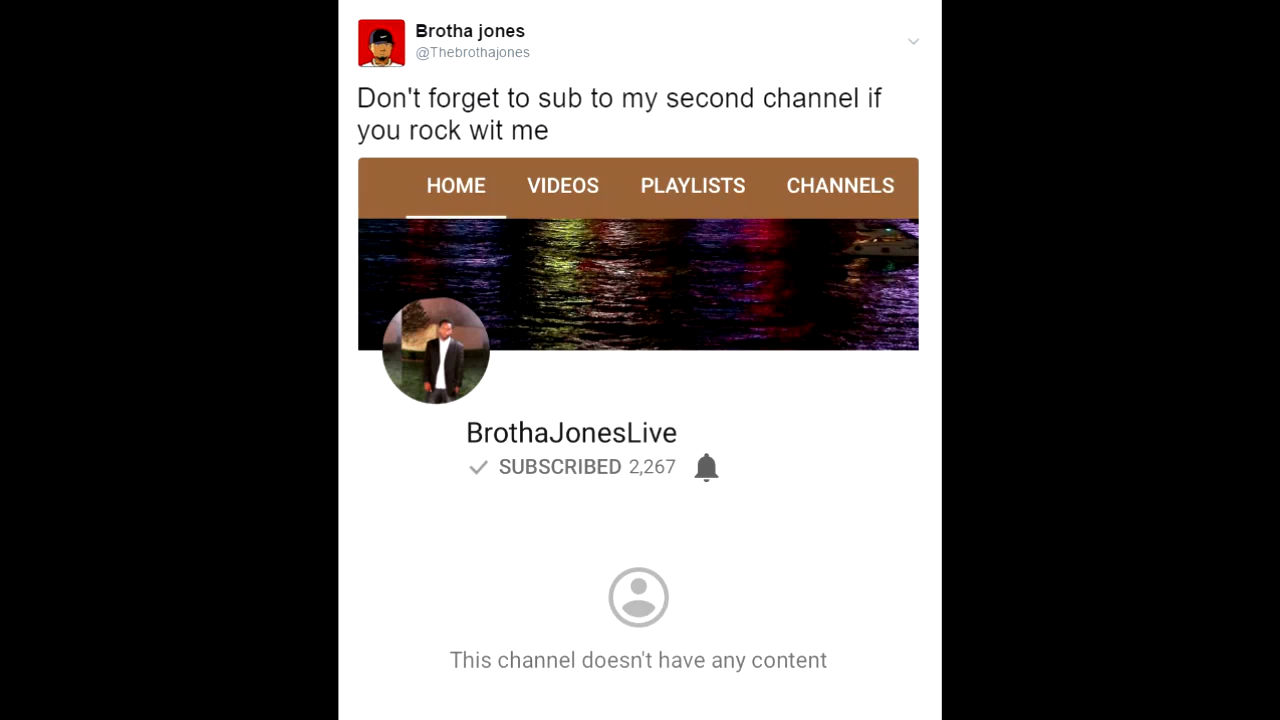 Brotha jones
@Thebrothajones
Don't forget to sub to my second channel if
you rock wit me
HOME VIDEOS PLAYLISTS CHANNELS
BrothaJonesLive
SUBSCRIBED 2,267
This channel doesn't have any content